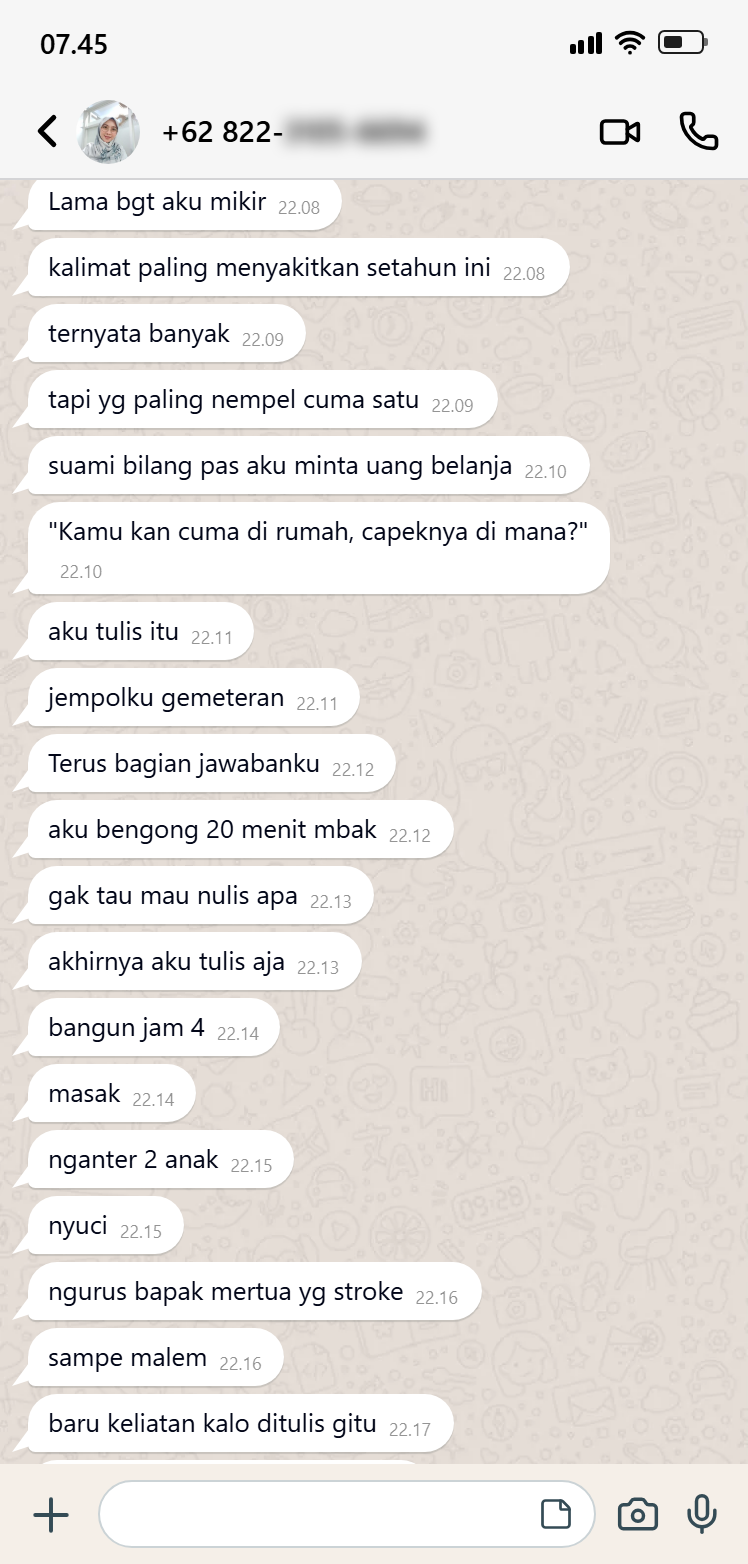 07.45
+62 822-
Lama bgt aku mikir 22.08
kalimat paling menyakitkan setahun ini 22.08
ternyata banyak 22.09
tapi yg paling nempel cuma satu 22.09
suami bilang pas aku minta uang belanja 22.10
"Kamu kan cuma di rumah, capeknya di mana?"
22.10
aku tulis itu 22.11
jempolku gemeteran 22.11
Terus bagian jawabanku 22.12
aku bengong 20 menit mbak 22.12
gak tau mau nulis apa 22.13
akhirnya aku tulis aja 22.13
bangun jam 4 22.14
masak 22.14
nganter 2 anak 22.15
nyuci 22.15
ngurus bapak mertua yg stroke 22.16
sampe malem 22.16
baru keliatan kalo ditulis gitu 22.17